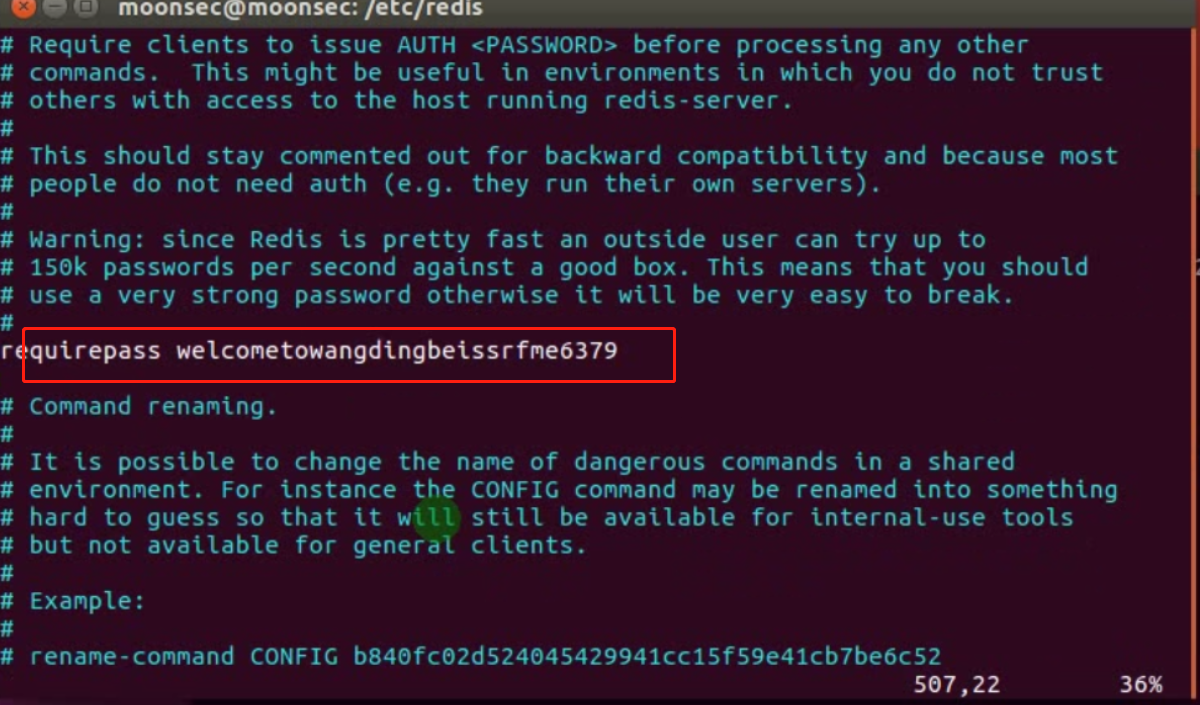 moonsec@moonsec: /etc/redis
# Require clients to issue AUTH <PASSWORD> before processing any other
# commands.  This might be useful in environments in which you do not trust
# others with access to the host running redis-server.
#
# This should stay commented out for backward compatibility and because most
# people do not need auth (e.g. they run their own servers).
#
# Warning: since Redis is pretty fast an outside user can try up to
# 150k passwords per second against a good box. This means that you should
# use a very strong password otherwise it will be very easy to break.
#
requirepass welcometowangdingbeissrfme6379
# Command renaming.
#
# It is possible to change the name of dangerous commands in a shared
# environment. For instance the CONFIG command may be renamed into something
# hard to guess so that it will still be available for internal-use tools
# but not available for general clients.
#
# Example:
#
# rename-command CONFIG b840fc02d524045429941cc15f59e41cb7be6c52
507,22 36%